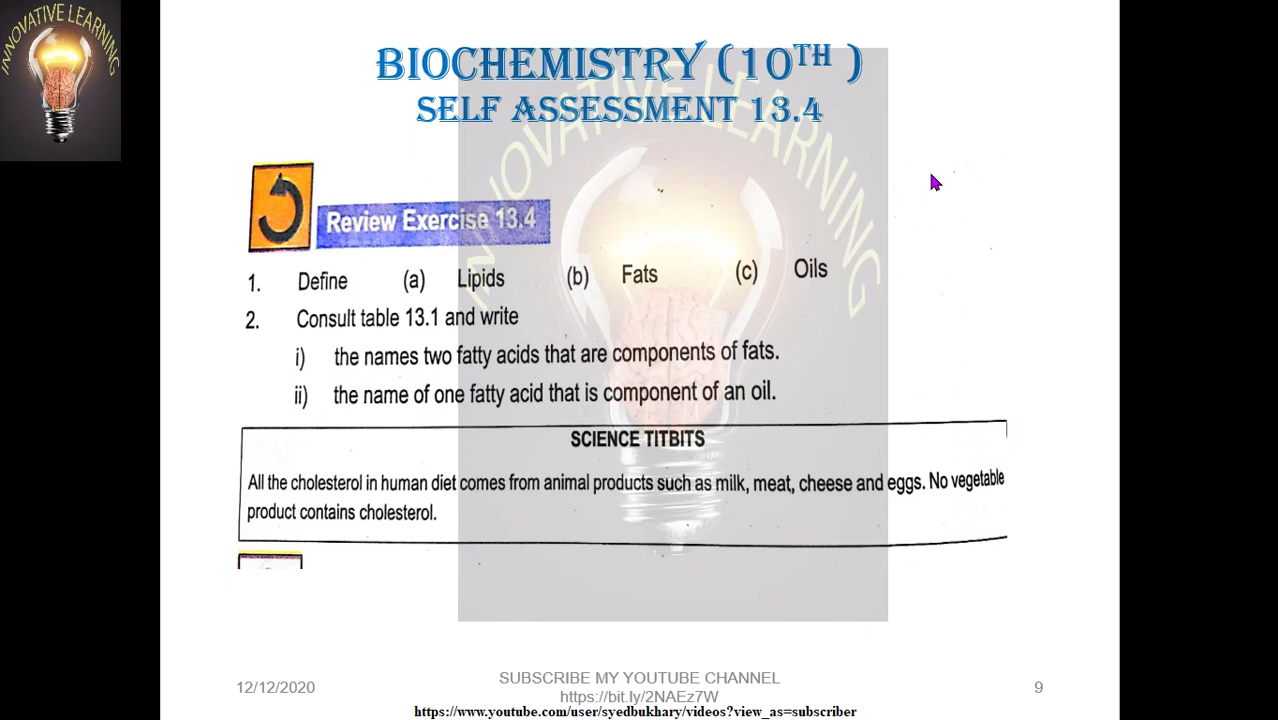 INNOVATIVE LEARNING
BIOCHEMISTRY (10TH )
SELF ASSESSMENT 13.4
INNOVATIVE LEARNING
Review Exercise 13.4
1. Define (a) Lipids (b) Fats (c) Oils
2. Consult table 13.1 and write
i) the names two fatty acids that are components of fats.
ii) the name of one fatty acid that is component of an oil.
SCIENCE TITBITS
All the cholesterol in human diet comes from animal products such as milk, meat, cheese and eggs. No vegetable
product contains cholesterol.
12/12/2020
SUBSCRIBE MY YOUTUBE CHANNEL
https://bit.ly/2NAEz7W
9
https://www.youtube.com/user/syedbukhary/videos?view_as=subscriber